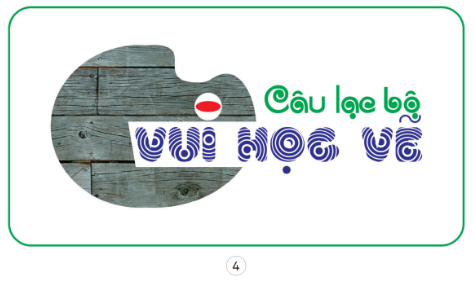 Câu lạc bộ
VUI HỌC VẼ
4